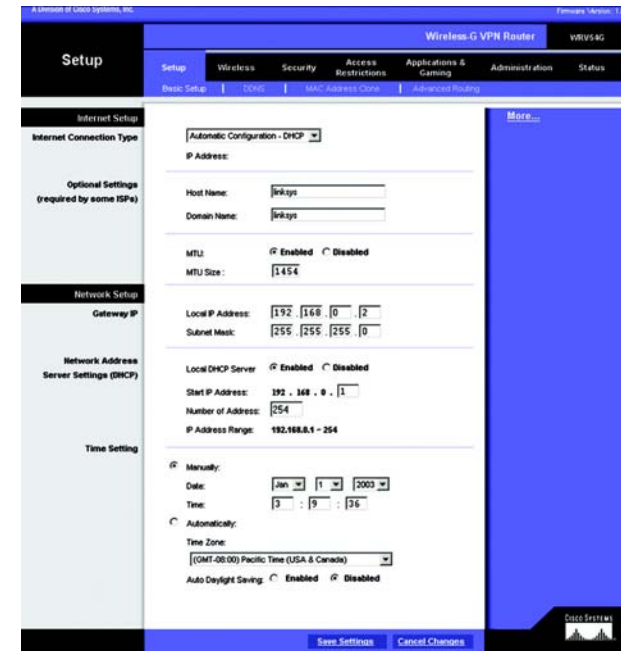 A Division of Cisco Systems, Inc.
Firmware Version: 1.
Wireless-G VPN Router WRV54G
Setup
Setup Wireless Security Access Restrictions Applications & Gaming Administration Status
Basic Setup | DDNS | MAC Address Clone | Advanced Routing
Internet Setup
More...
Internet Connection Type Automatic Configuration - DHCP
IP Address:
Optional Settings
(required by some ISPs)
Host Name: linksys
Domain Name: linksys
MTU: Enabled Disabled
MTU Size : 1454
Network Setup
Gateway IP
Local IP Address: 192 . 168 . 0 . 2
Subnet Mask: 255 . 255 . 255 . 0
Network Address
Server Settings (DHCP)
Local DHCP Server Enabled Disabled
Start IP Address: 192 . 168 . 0 . 1
Number of Address: 254
IP Address Range: 192.168.0.1 ~ 254
Time Setting
Manually:
Date: Jan 1 2003
Time: 3 : 9 : 36
Automatically:
Time Zone:
(GMT-08:00) Pacific Time (USA & Canada)
Auto Daylight Saving: Enabled Disabled
Save Settings Cancel Changes
Cisco Systems